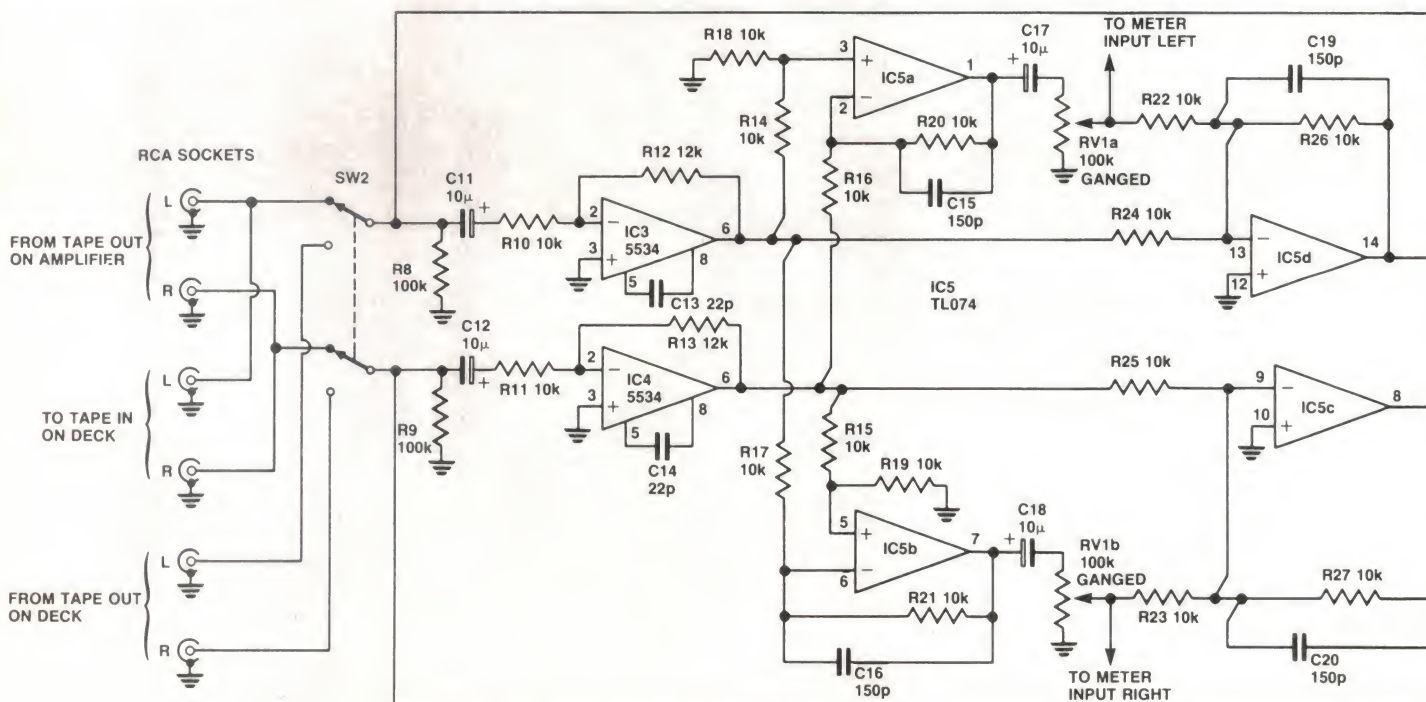 RCA SOCKETS
FROM TAPE OUT
ON AMPLIFIER
L
R
TO TAPE IN
ON DECK
L
R
FROM TAPE OUT
ON DECK
L
R
SW2
C11
10µ
+
R8
100k
R10 10k
R12 12k
2
−
3
+
IC3
5534
6
5
8
C13 22p
C12
10µ
+
R9
100k
R11 10k
R13 12k
2
−
3
+
IC4
5534
6
5
8
C14
22p
R18 10k
R14
10k
R16
10k
3
+
IC5a
−
2
1
R20 10k
C15
150p
C17
10µ
+
RV1a
100k
GANGED
TO METER
INPUT LEFT
R22 10k
C19
150p
R26 10k
R24 10k
−
13
IC5d
14
+
12
IC5
TL074
R25 10k
9
−
IC5c
8
10
+
R17
10k
R15
10k
R19 10k
5
+
IC5b
7
6
−
R21 10k
C16
150p
C18
10µ
+
RV1b
100k
GANGED
R23 10k
R27 10k
C20
150p
TO METER
INPUT RIGHT